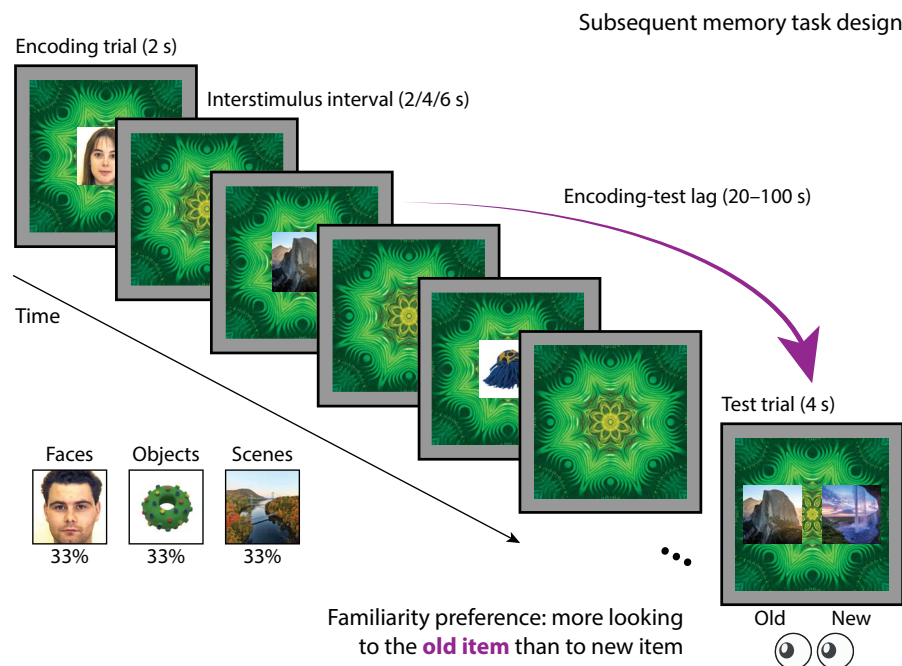 Subsequent memory task design
Encoding trial (2 s)
Interstimulus interval (2/4/6 s)
Encoding-test lag (20–100 s)
Time
Test trial (4 s)
Faces
Objects
Scenes
33%
33%
33%
Old
New
Familiarity preference: more looking
to the old item than to new item